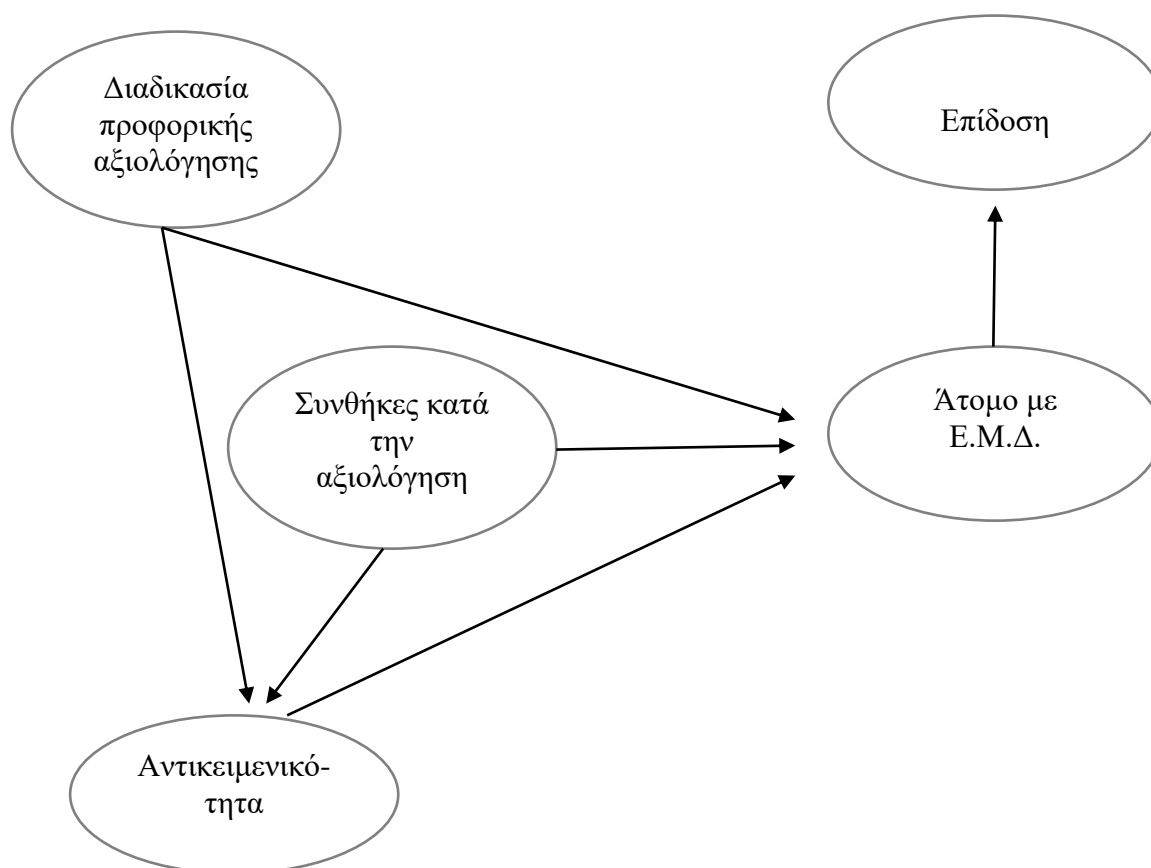 Διαδικασία
προφορικής
αξιολόγησης
Επίδοση
Συνθήκες κατά
την
αξιολόγηση
Άτομο με
Ε.Μ.Δ.
Αντικειμενικό-
τητα